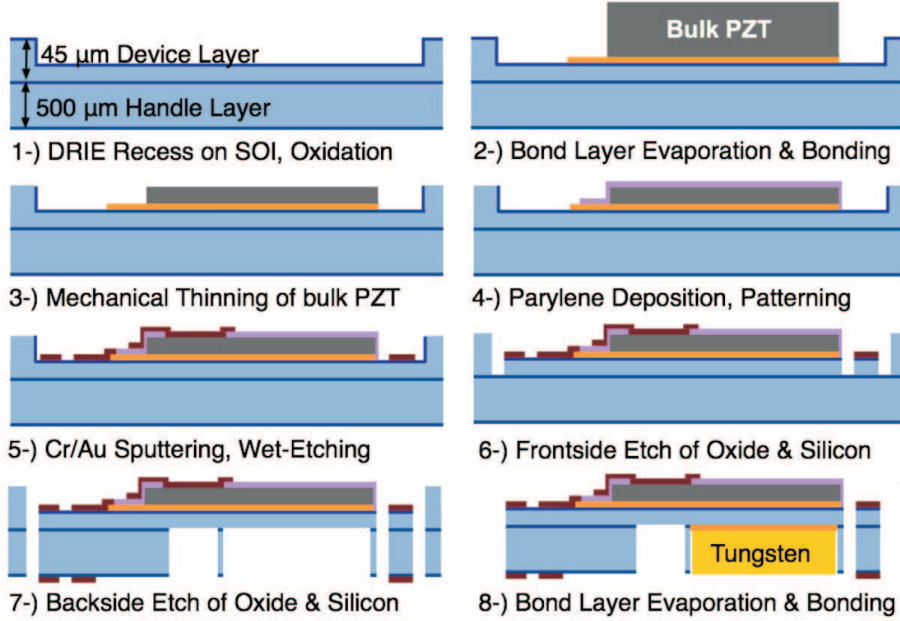 45 µm Device Layer
500 µm Handle Layer
1-) DRIE Recess on SOI, Oxidation
Bulk PZT
2-) Bond Layer Evaporation & Bonding
3-) Mechanical Thinning of bulk PZT
4-) Parylene Deposition, Patterning
5-) Cr/Au Sputtering, Wet-Etching
6-) Frontside Etch of Oxide & Silicon
7-) Backside Etch of Oxide & Silicon
Tungsten
8-) Bond Layer Evaporation & Bonding